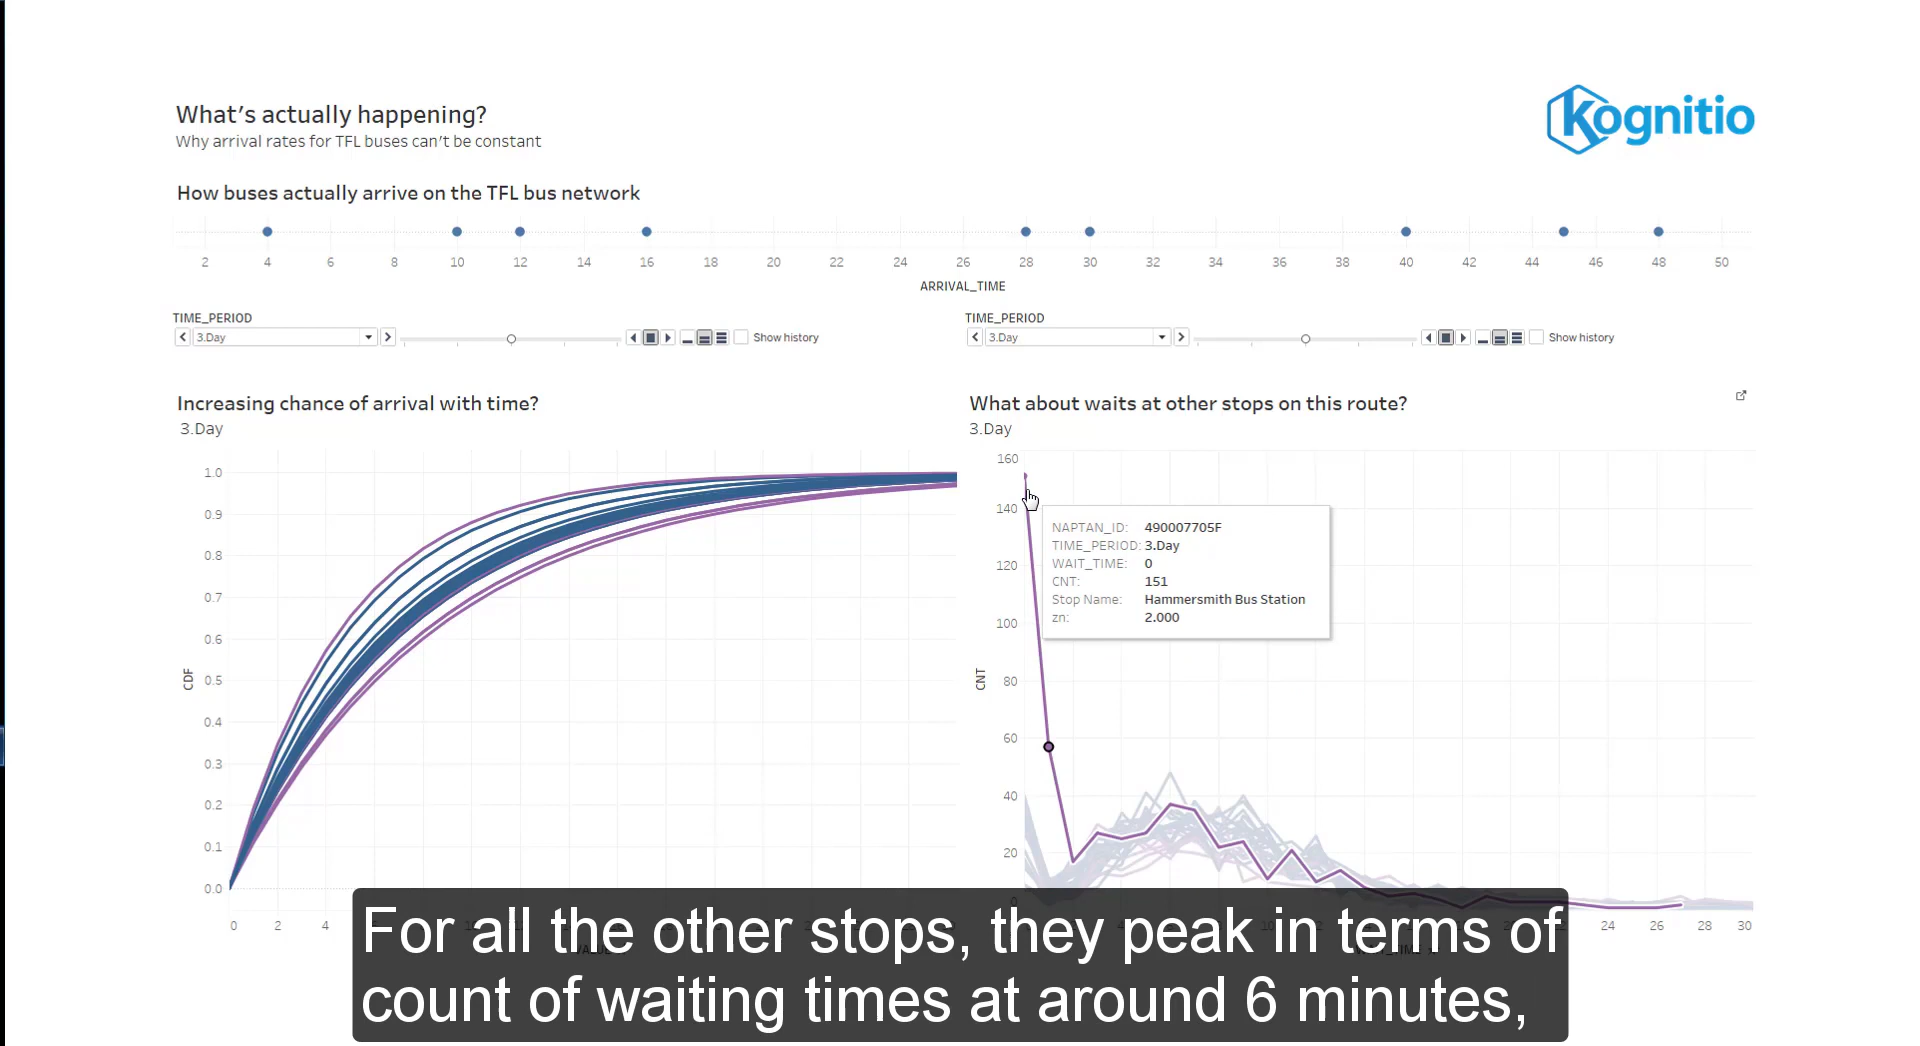 What's actually happening?
Why arrival rates for TFL buses can't be constant
kognitio
How buses actually arrive on the TFL bus network
2 4 6 8 10 12 14 16 18 20 22 24 26 28 30 32 34 36 38 40 42 44 46 48 50
ARRIVAL_TIME
TIME_PERIOD
3.Day
Show history
TIME_PERIOD
3.Day
Show history
Increasing chance of arrival with time?
3.Day
1.0
0.9
0.8
0.7
0.6
0.5
0.4
0.3
0.2
0.1
0.0
CDF
0 2 4
What about waits at other stops on this route?
3.Day
160
140
120
100
80
60
40
20
0
CNT
NAPTAN_ID: 490007705F
TIME_PERIOD: 3.Day
WAIT_TIME: 0
CNT: 151
Stop Name: Hammersmith Bus Station
zn: 2.000
24 26 28 30
For all the other stops, they peak in terms of
count of waiting times at around 6 minutes,